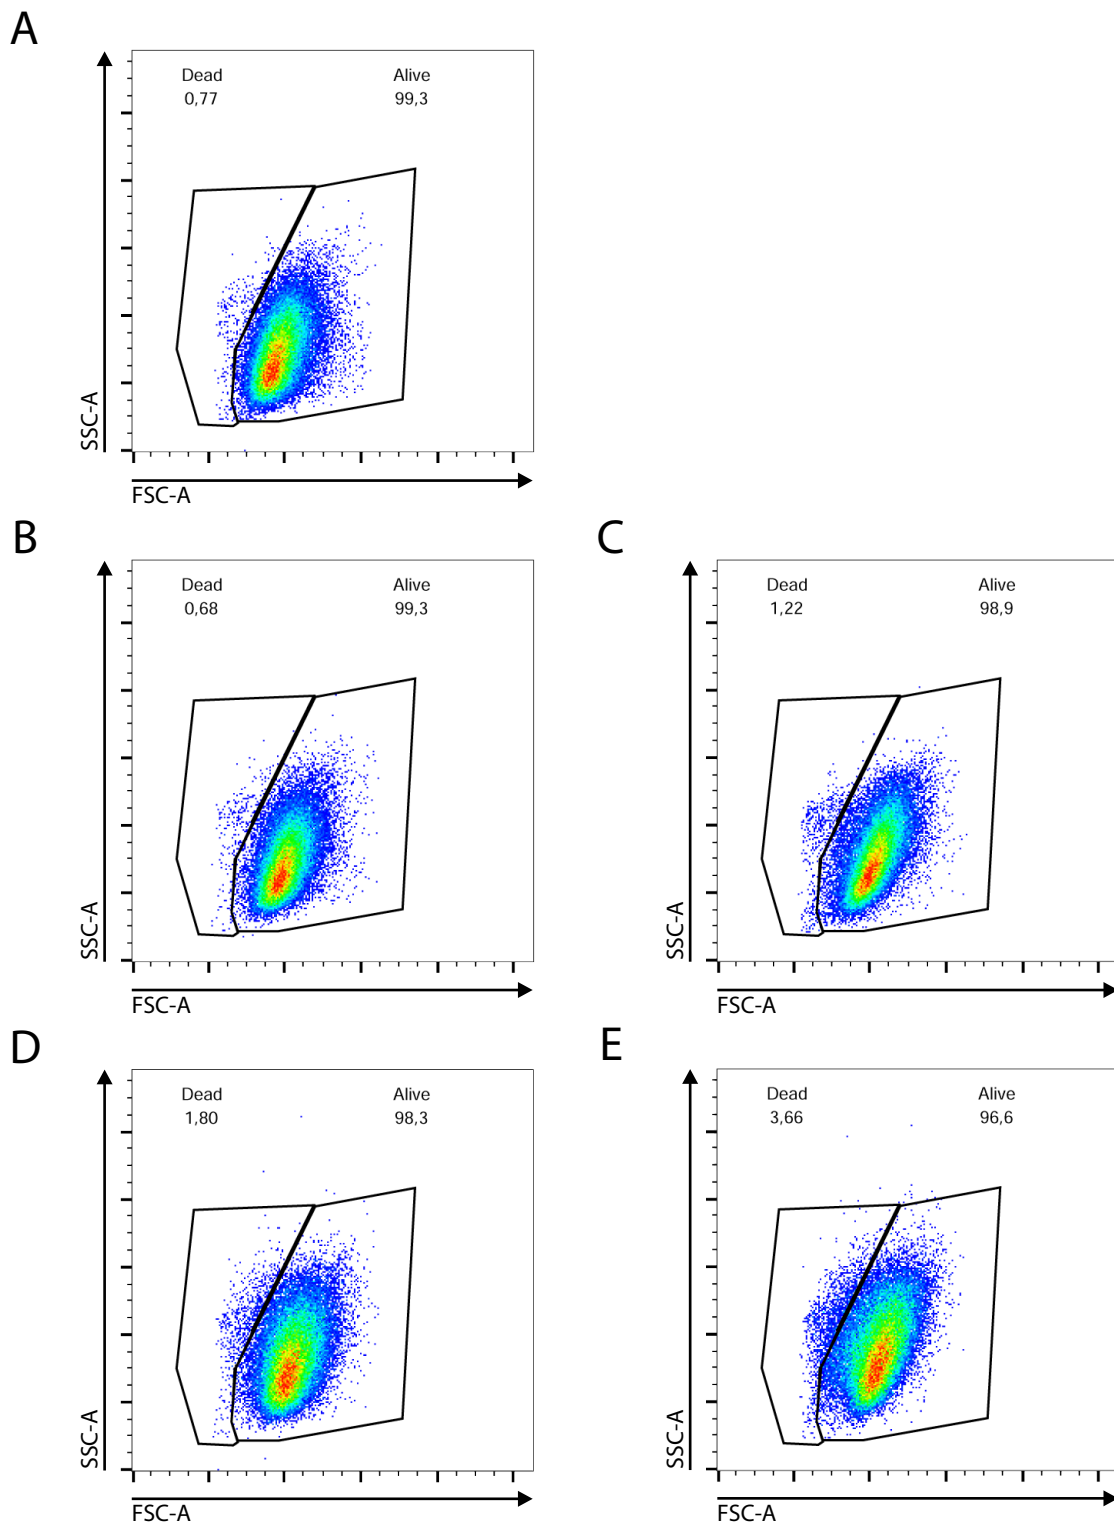 A
Dead Alive
0,77 99,3
SSC-A
FSC-A
B
Dead Alive
0,68 99,3
SSC-A
FSC-A
C
Dead Alive
1,22 98,9
SSC-A
FSC-A
D
Dead Alive
1,80 98,3
SSC-A
FSC-A
E
Dead Alive
3,66 96,6
SSC-A
FSC-A